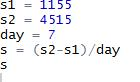 s1 = 1155
s2 = 4515
day = 7
s = (s2-s1)/day
s